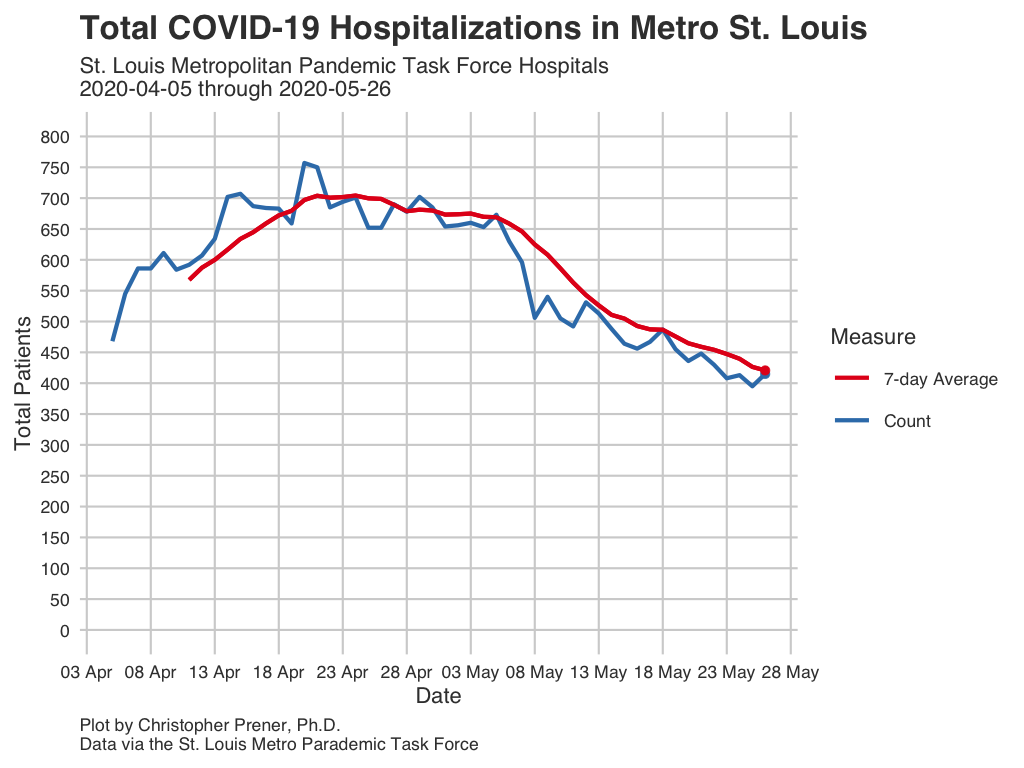 Total COVID-19 Hospitalizations in Metro St. Louis
St. Louis Metropolitan Pandemic Task Force Hospitals
2020-04-05 through 2020-05-26
800
750
700
650
600
550
500
450
400
350
300
250
200
150
100
50
0
Total Patients
03 Apr 08 Apr 13 Apr 18 Apr 23 Apr 28 Apr 03 May 08 May 13 May 18 May 23 May 28 May
Date
Measure
7-day Average
Count
Plot by Christopher Prener, Ph.D.
Data via the St. Louis Metro Parademic Task Force